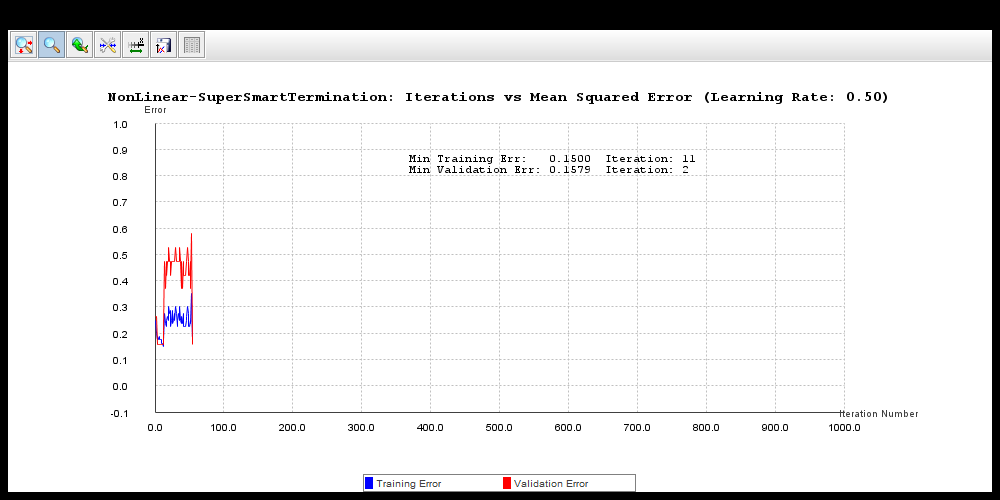 NonLinear-SuperSmartTermination: Iterations vs Mean Squared Error (Learning Rate: 0.50)
Error
1.0
0.9
0.8
0.7
0.6
0.5
0.4
0.3
0.2
0.1
0.0
-0.1
Min Training Err: 0.1500 Iteration: 11
Min Validation Err: 0.1579 Iteration: 2
Iteration Number
0.0 100.0 200.0 300.0 400.0 500.0 600.0 700.0 800.0 900.0 1000.0
Training Error Validation Error